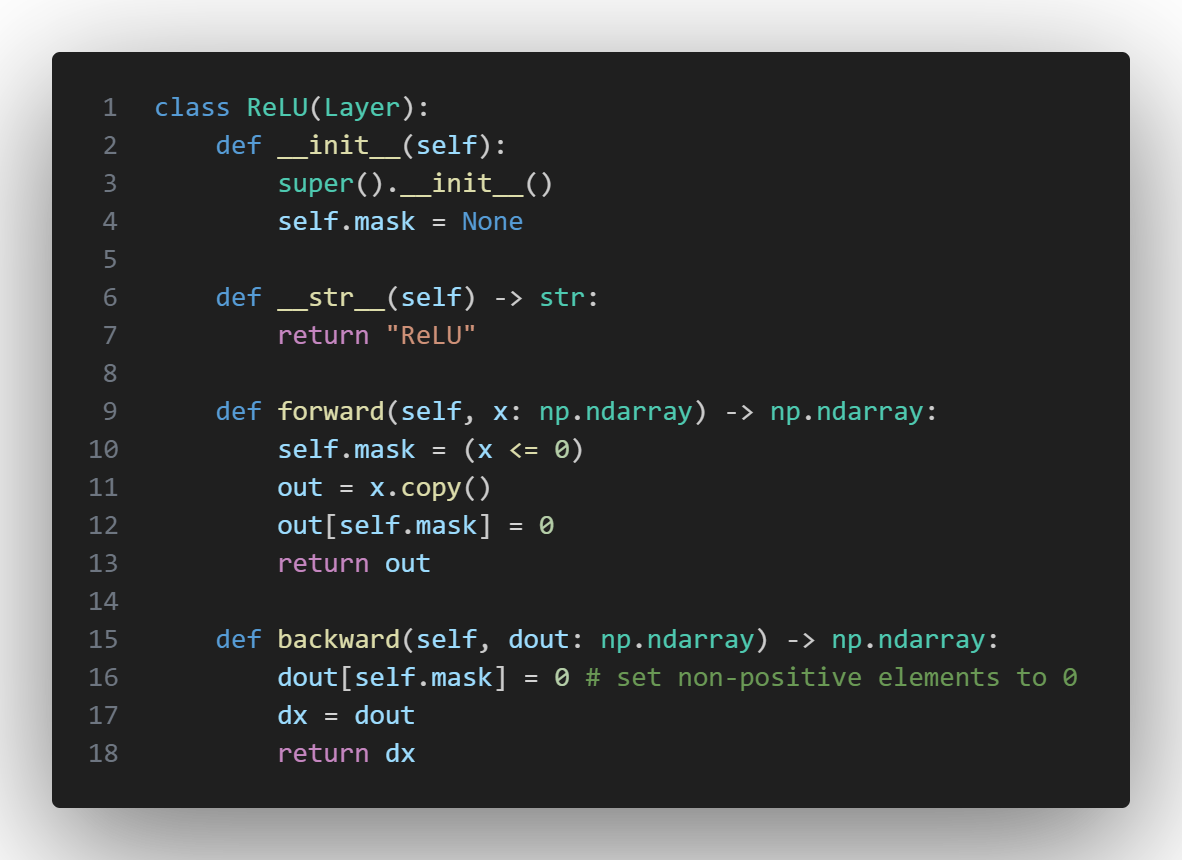 1 class ReLU(Layer):
2     def __init__(self):
3         super().__init__()
4         self.mask = None
5
6     def __str__(self) -> str:
7         return "ReLU"
8
9     def forward(self, x: np.ndarray) -> np.ndarray:
10         self.mask = (x <= 0)
11         out = x.copy()
12         out[self.mask] = 0
13         return out
14
15     def backward(self, dout: np.ndarray) -> np.ndarray:
16         dout[self.mask] = 0 # set non-positive elements to 0
17         dx = dout
18         return dx